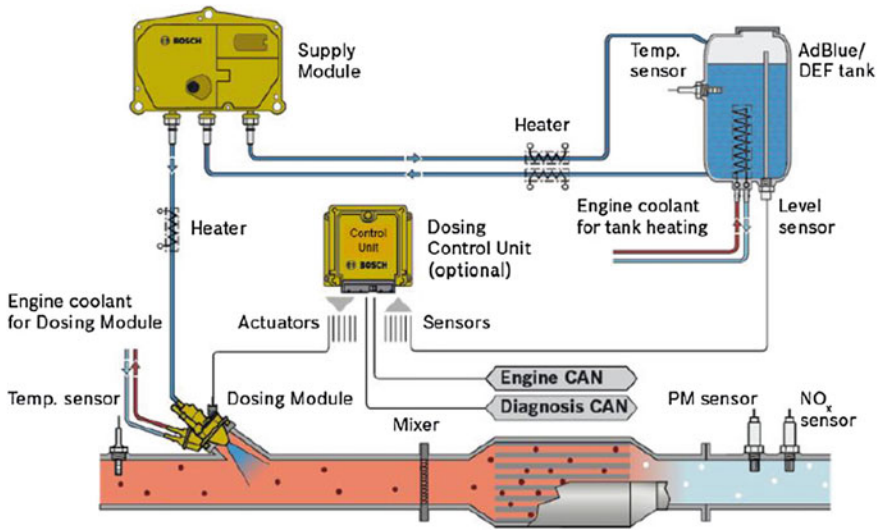 BOSCH
Supply
Module
Temp.
sensor
AdBlue/
DEF tank
Heater
Heater
Control
Unit
BOSCH
Dosing
Control Unit
(optional)
Engine coolant
for tank heating
Level
sensor
Engine coolant
for Dosing Module
Actuators
Sensors
Engine CAN
Diagnosis CAN
Temp. sensor
Dosing Module
Mixer
PM sensor
NOx
sensor